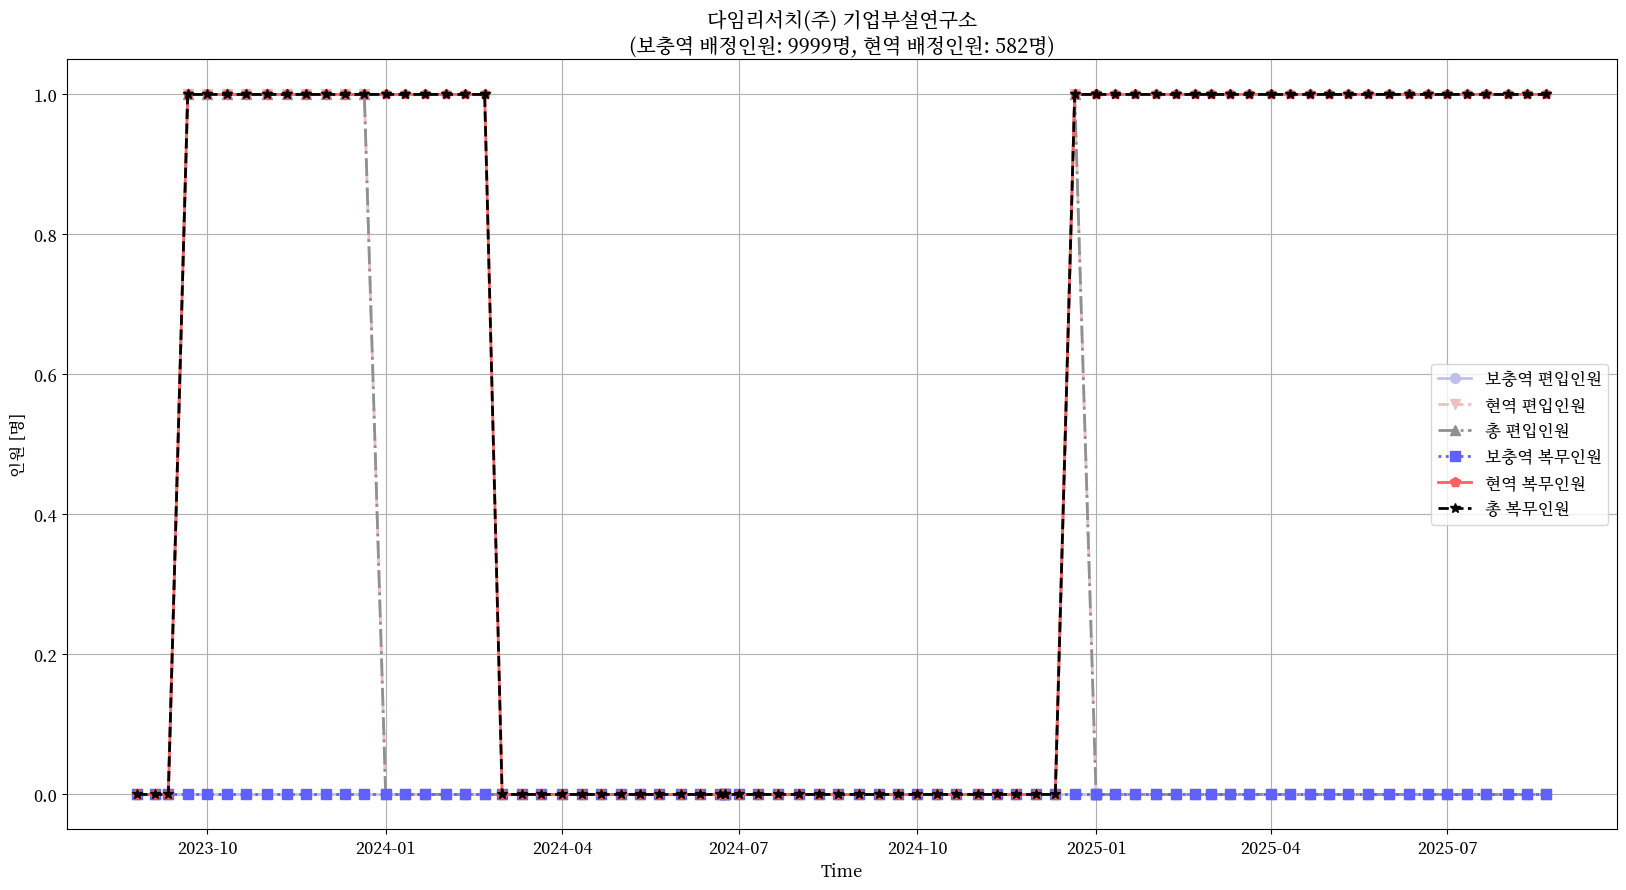 다임리서치(주) 기업부설연구소
(보충역 배정인원: 9999명, 현역 배정인원: 582명)
인원 [명]
1.0
0.8
0.6
0.4
0.2
0.0
보충역 편입인원
현역 편입인원
총 편입인원
보충역 복무인원
현역 복무인원
총 복무인원
2023-10
2024-01
2024-04
2024-07
2024-10
2025-01
2025-04
2025-07
Time